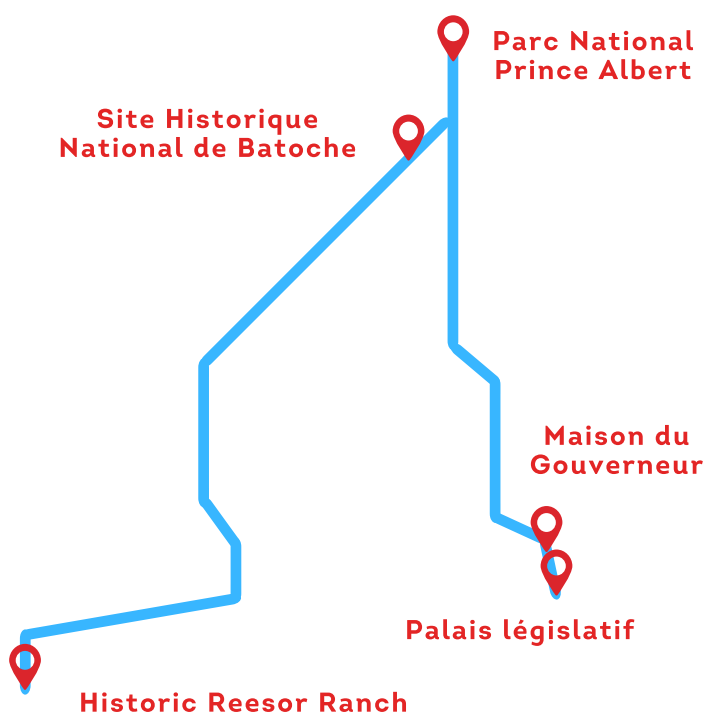 Parc National
Prince Albert
Site Historique
National de Batoche
Maison du
Gouverneur
Palais législatif
Historic Reesor Ranch